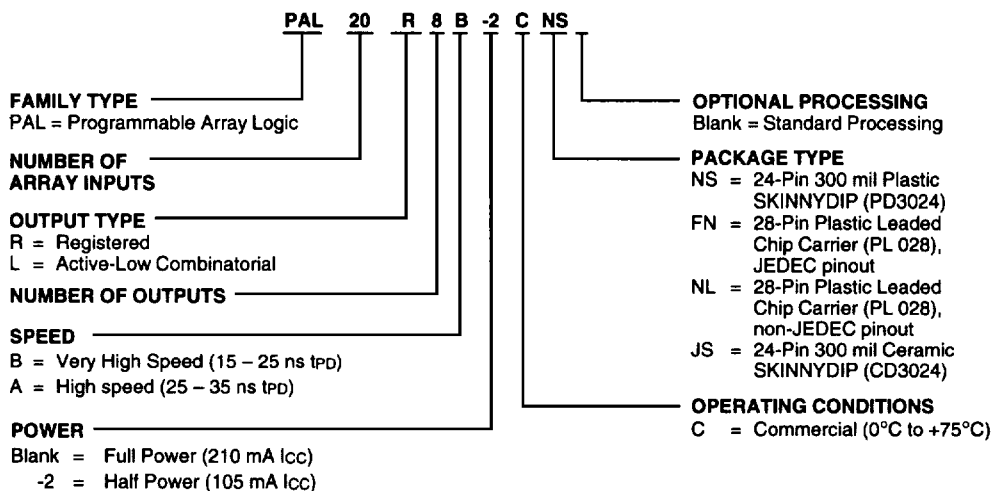 PAL 20 R 8 B -2 C NS
FAMILY TYPE
PAL = Programmable Array Logic
NUMBER OF
ARRAY INPUTS
OUTPUT TYPE
R = Registered
L = Active-Low Combinatorial
NUMBER OF OUTPUTS
SPEED
B = Very High Speed (15 – 25 ns tPD)
A = High speed (25 – 35 ns tPD)
POWER
Blank = Full Power (210 mA ICC)
-2 = Half Power (105 mA ICC)
OPTIONAL PROCESSING
Blank = Standard Processing
PACKAGE TYPE
NS = 24-Pin 300 mil Plastic
SKINNYDIP (PD3024)
FN = 28-Pin Plastic Leaded
Chip Carrier (PL 028),
JEDEC pinout
NL = 28-Pin Plastic Leaded
Chip Carrier (PL 028),
non-JEDEC pinout
JS = 24-Pin 300 mil Ceramic
SKINNYDIP (CD3024)
OPERATING CONDITIONS
C = Commercial (0°C to +75°C)